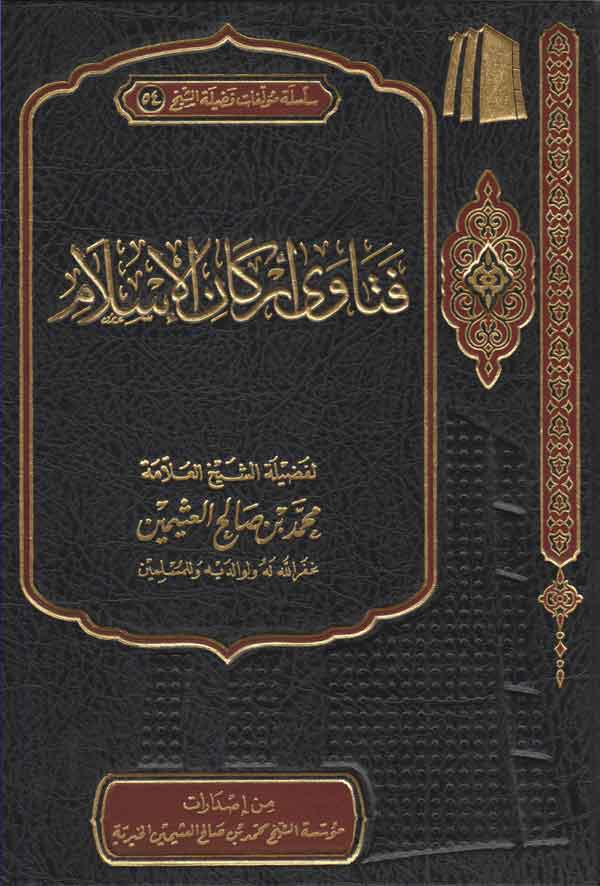 سلسلة مؤلفات فضيلة الشيخ ٥٤
فتاوى أركان الإسلام
لفضيلة الشيخ العلامة
محمد بن صالح العثيمين
غفر الله له ولوالديه وللمسلمين
من إصدارات
مؤسسة الشيخ محمد بن صالح العثيمين الخيرية